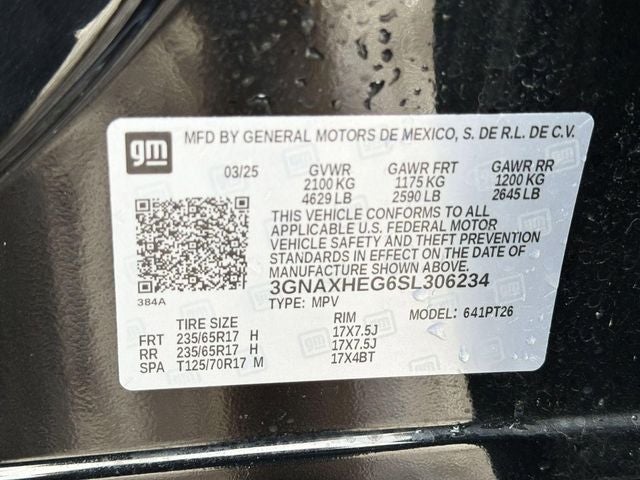 gm MFD BY GENERAL MOTORS DE MEXICO, S. DE R.L. DE C.V.
03/25 GVWR GAWR FRT GAWR RR
2100 KG 1175 KG 1200 KG
4629 LB 2590 LB 2645 LB
THIS VEHICLE CONFORMS TO ALL
APPLICABLE U.S. FEDERAL MOTOR
VEHICLE SAFETY AND THEFT PREVENTION
STANDARDS IN EFFECT ON THE DATE OF
MANUFACTURE SHOWN ABOVE.
3GNAXHEG6SL306234
384A TYPE: MPV MODEL: 641PT26
TIRE SIZE RIM
FRT 235/65R17 H 17X7.5J
RR 235/65R17 H 17X7.5J
SPA T125/70R17 M 17X4BT